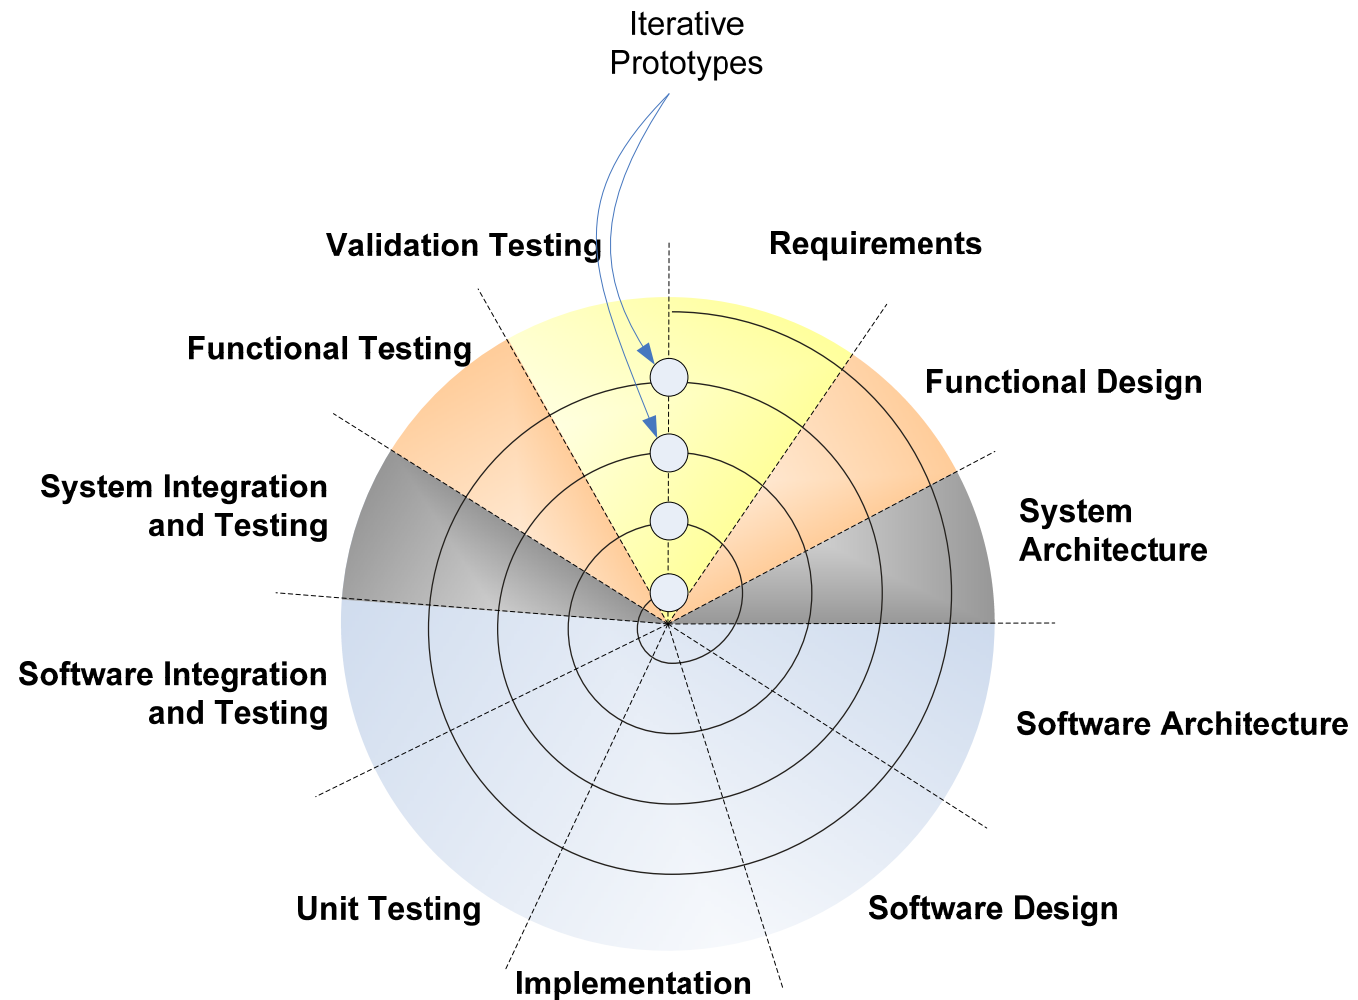 Iterative
Prototypes
Validation Testing
Requirements
Functional Testing
Functional Design
System Integration
and Testing
System
Architecture
Software Integration
and Testing
Software Architecture
Unit Testing
Software Design
Implementation